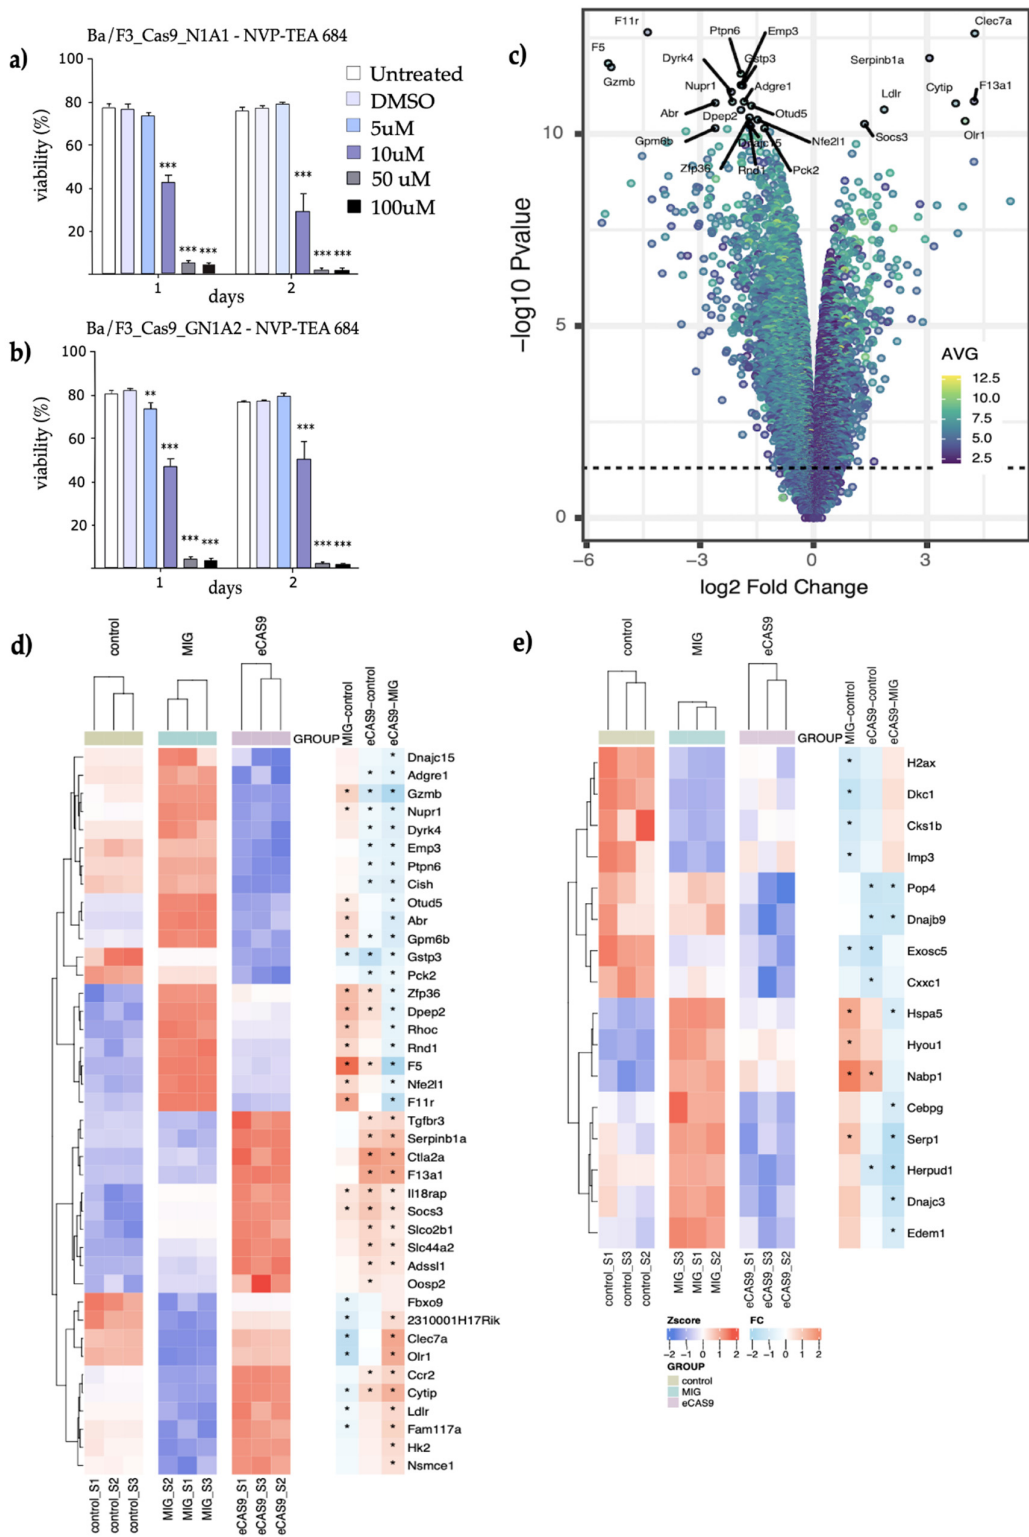 a)
Ba/F3_Cas9_N1A1 - NVP-TEA 684
viability (%)
100
80
60
40
20
*** *** ***
*** *** ***
1
2
days
Untreated
DMSO
5uM
10uM
50 uM
100uM
b)
Ba/F3_Cas9_GN1A2 - NVP-TEA 684
viability (%)
100
80
60
40
20
** *** *** ***
*** *** ***
1
2
days
c)
F11r
Clec7a
Ptpn6
Emp3
F5
Dyrk4
Gstp3
Serpinb1a
Gzmb
Nupr1
Adgre1
Ldlr
Cytip
F13a1
Abr
Dpep2
Otud5
Gpm6b
Dnajc15
Nfe2l1
Socs3
Olr1
Zfp36
Rnd1
Pck2
−log10 Pvalue
10
5
0
−6
−3
0
3
log2 Fold Change
AVG
12.5
10.0
7.5
5.0
2.5
d)
control
MIG
eCAS9
GROUP
MIG−control
eCAS9−control
eCAS9−MIG
Dnajc15
Adgre1
Gzmb
Nupr1
Dyrk4
Emp3
Ptpn6
Cish
Otud5
Abr
Gpm6b
Gstp3
Pck2
Zfp36
Dpep2
Rhoc
Rnd1
F5
Nfe2l1
F11r
Tgfbr3
Serpinb1a
Ctla2a
F13a1
Il18rap
Socs3
Slco2b1
Slc44a2
Adssl1
Oosp2
Fbxo9
2310001H17Rik
Clec7a
Olr1
Ccr2
Cytip
Ldlr
Fam117a
Hk2
Nsmce1
control_S1
control_S2
control_S3
MIG_S2
MIG_S1
MIG_S3
eCAS9_S1
eCAS9_S3
eCAS9_S2
e)
control
MIG
eCAS9
GROUP
MIG−control
eCAS9−control
eCAS9−MIG
H2ax
Dkc1
Cks1b
Imp3
Pop4
Dnajb9
Exosc5
Cxxc1
Hspa5
Hyou1
Nabp1
Cebpg
Serp1
Herpud1
Dnajc3
Edem1
control_S1
control_S3
control_S2
MIG_S3
MIG_S1
MIG_S2
eCAS9_S1
eCAS9_S3
eCAS9_S2
Zscore
−2 −1 0 1 2
FC
−2 −1 0 1 2
GROUP
control
MIG
eCAS9